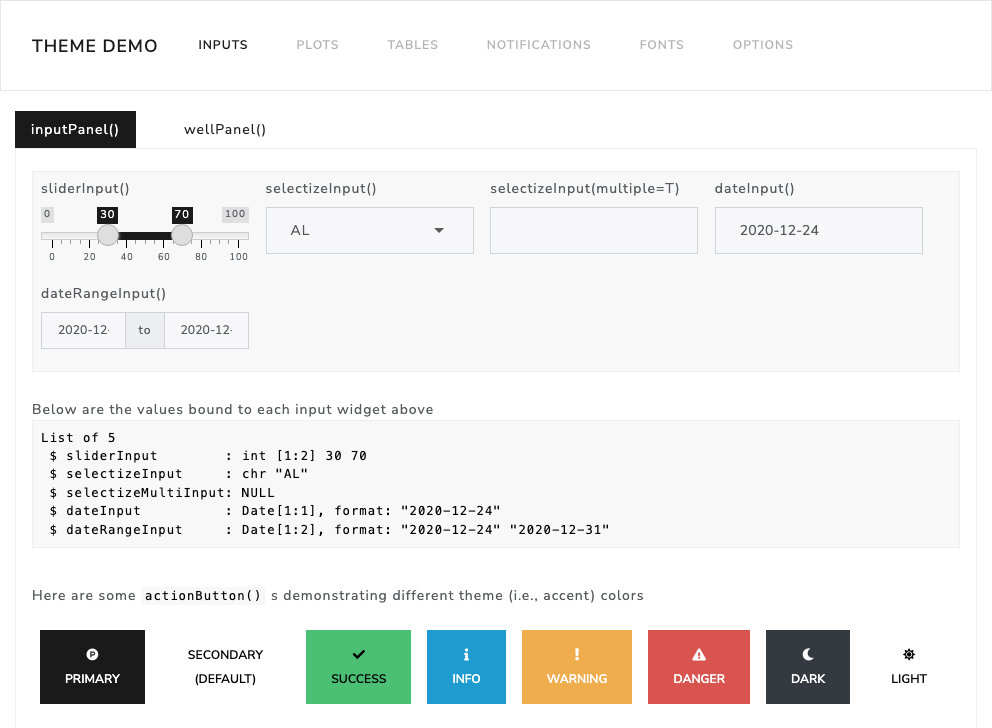 THEME DEMO INPUTS PLOTS TABLES NOTIFICATIONS FONTS OPTIONS
inputPanel() wellPanel()
sliderInput() selectizeInput() selectizeInput(multiple=T) dateInput()
0 30 70 100
AL 2020-12-24
0 20 40 60 80 100
dateRangeInput()
2020-12- to 2020-12-
Below are the values bound to each input widget above
List of 5
$ sliderInput : int [1:2] 30 70
$ selectizeInput : chr "AL"
$ selectizeMultiInput: NULL
$ dateInput : Date[1:1], format: "2020-12-24"
$ dateRangeInput : Date[1:2], format: "2020-12-24" "2020-12-31"
Here are some actionButton() s demonstrating different theme (i.e., accent) colors
PRIMARY
SECONDARY
(DEFAULT)
SUCCESS
INFO
WARNING
DANGER
DARK
LIGHT